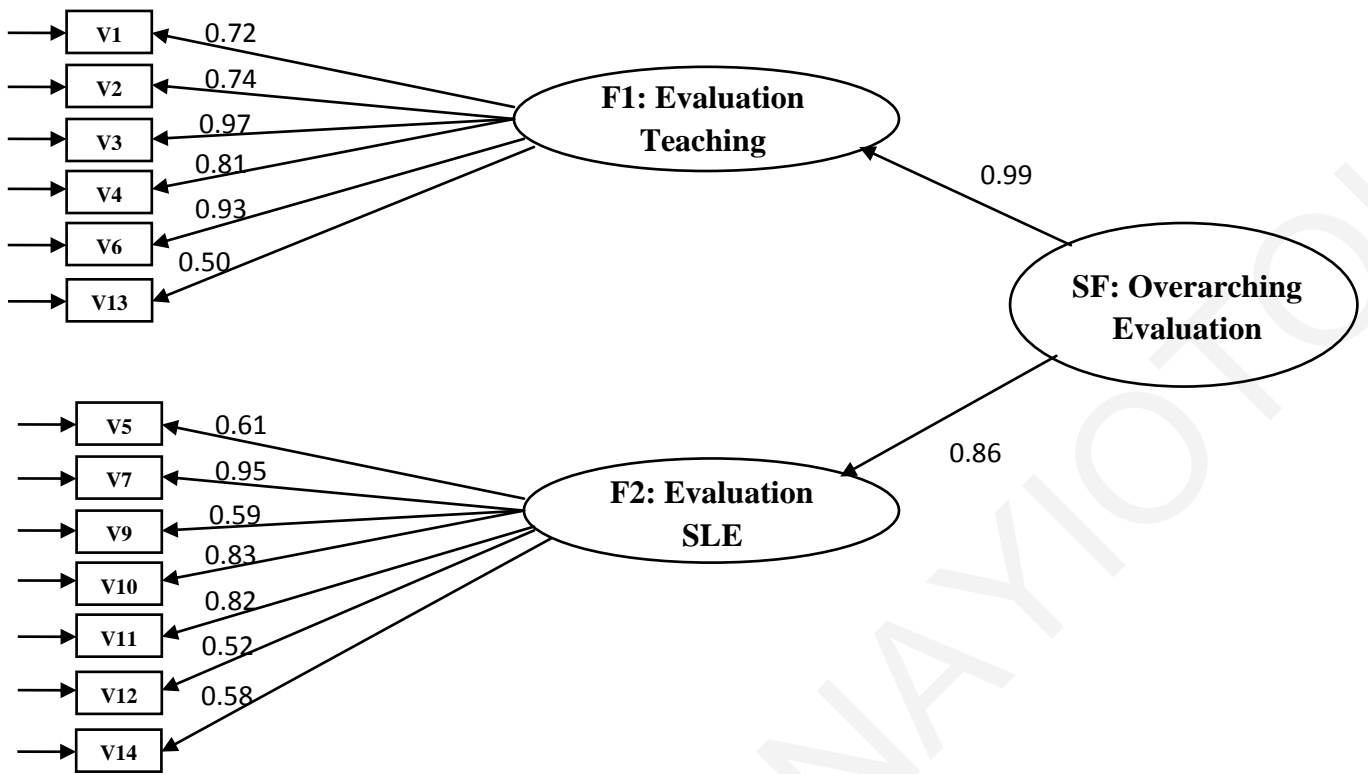 V1
0.72
V2
0.74
V3
0.97
V4
0.81
V6
0.93
V13
0.50
F1: Evaluation
Teaching
0.99
SF: Overarching
Evaluation
0.86
V5
0.61
V7
0.95
V9
0.59
V10
0.83
V11
0.82
V12
0.52
V14
0.58
F2: Evaluation
SLE